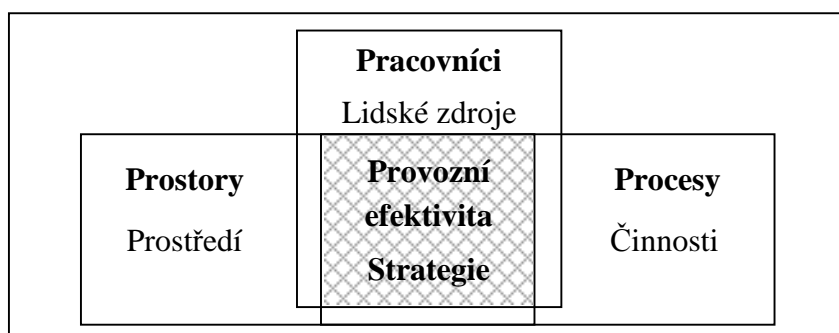 Pracovníci
Lidské zdroje
Prostory
Prostředí
Provozní
efektivita
Strategie
Procesy
Činnosti